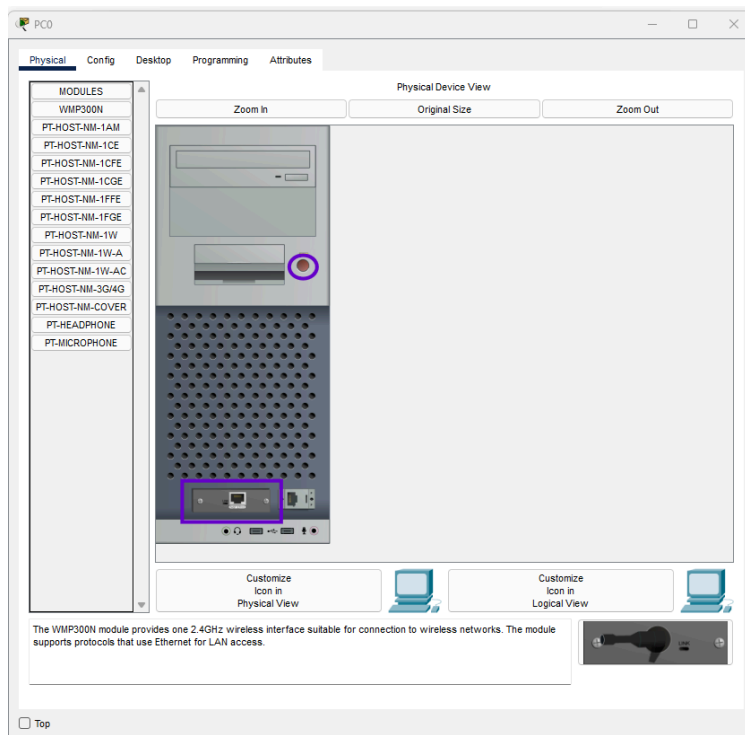 PC0
Physical Config Desktop Programming Attributes
MODULES
WMP300N
PT-HOST-NM-1AM
PT-HOST-NM-1CE
PT-HOST-NM-1CFE
PT-HOST-NM-1CGE
PT-HOST-NM-1FFE
PT-HOST-NM-1FGE
PT-HOST-NM-1W
PT-HOST-NM-1W-A
PT-HOST-NM-1W-AC
PT-HOST-NM-3G/4G
PT-HOST-NM-COVER
PT-HEADPHONE
PT-MICROPHONE
Physical Device View
Zoom In Original Size Zoom Out
Customize
Icon in
Physical View
Customize
Icon in
Logical View
The WMP300N module provides one 2.4GHz wireless interface suitable for connection to wireless networks. The module
supports protocols that use Ethernet for LAN access.
LINK
Top